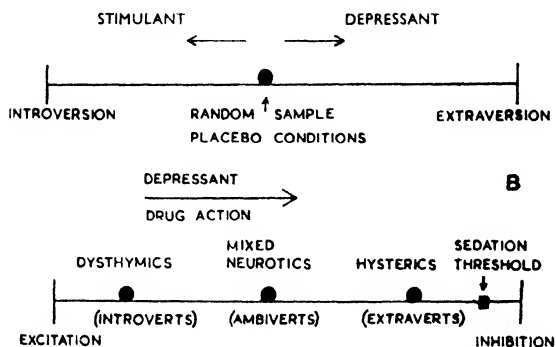 STIMULANT DEPRESSANT
INTROVERSION RANDOM SAMPLE EXTRAVERSION
PLACEBO CONDITIONS
DEPRESSANT B
DRUG ACTION
DYSTHYMICS MIXED NEUROTICS HYSTERICS SEDATION THRESHOLD
(INTROVERTS) (AMBIVERTS) (EXTRAVERTS)
EXCITATION INHIBITION